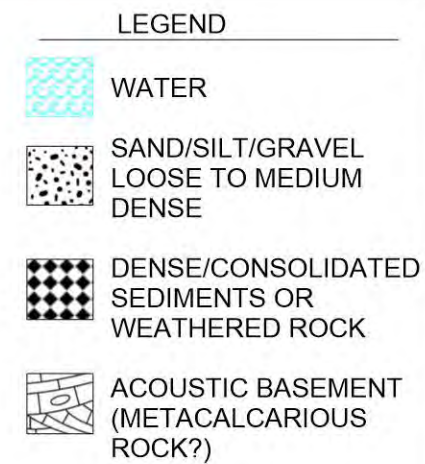 LEGEND
WATER
SAND/SILT/GRAVEL
LOOSE TO MEDIUM
DENSE
DENSE/CONSOLIDATED
SEDIMENTS OR
WEATHERED ROCK
ACOUSTIC BASEMENT
(METACALCARIOUS
ROCK?)